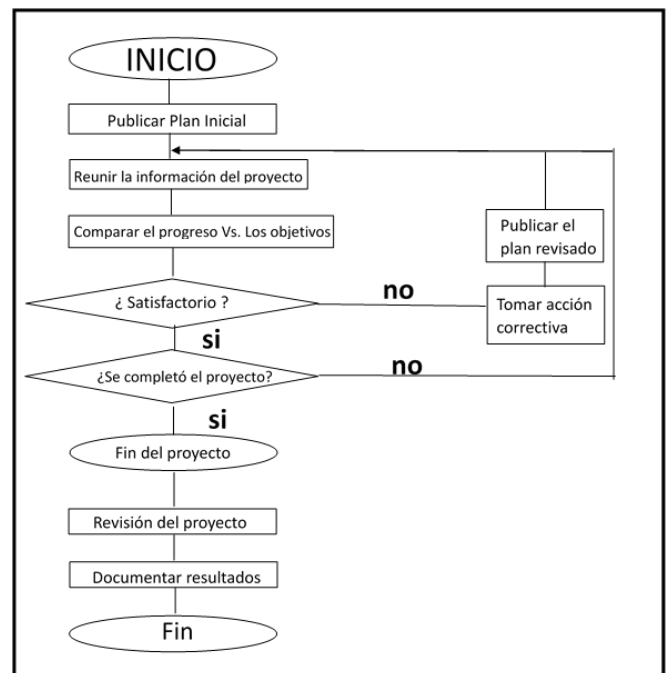 INICIO
Publicar Plan Inicial
Reunir la información del proyecto
Comparar el progreso Vs. Los objetivos
Publicar el
plan revisado
¿ Satisfactorio ?
no
Tomar acción
correctiva
si
¿Se completó el proyecto?
no
si
Fin del proyecto
Revisión del proyecto
Documentar resultados
Fin